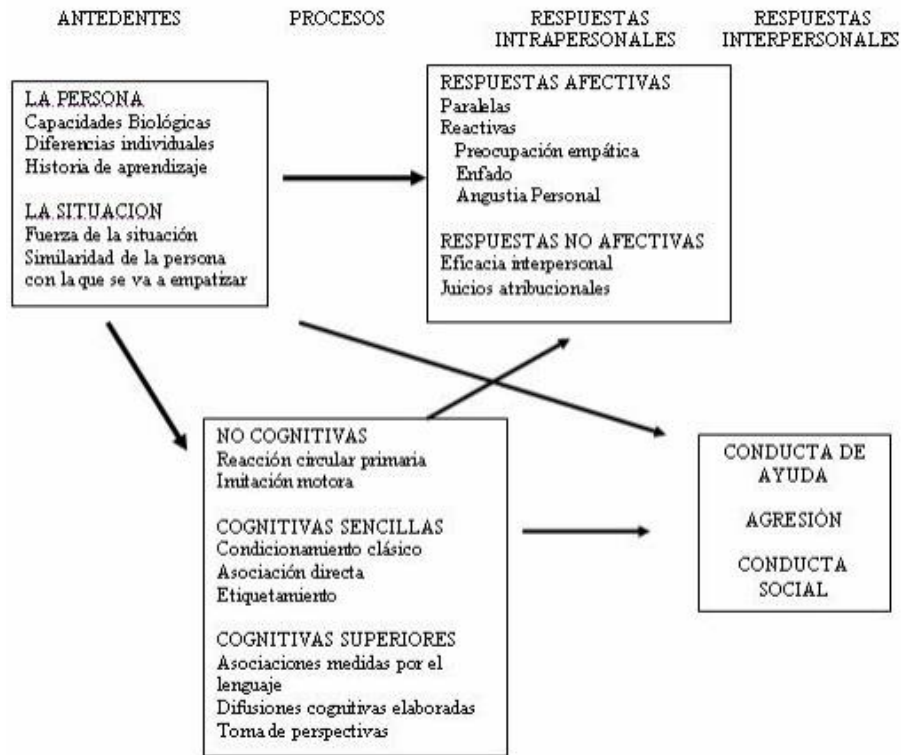 ANTEDENTES
PROCESOS
RESPUESTAS
INTRAPERSONALES
RESPUESTAS
INTERPERSONALES
LA PERSONA
Capacidades Biológicas
Diferencias individuales
Historia de aprendizaje
LA SITUACION
Fuerza de la situación
Similaridad de la persona
con la que se va a empatizar
RESPUESTAS AFECTIVAS
Paralelas
Reactivas
Preocupación empática
Enfado
Angustia Personal
RESPUESTAS NO AFECTIVAS
Eficacia interpersonal
Juicios atribucionales
NO COGNITIVAS
Reacción circular primaria
Imitación motora
COGNITIVAS SENCILLAS
Condicionamiento clásico
Asociación directa
Etiquetamiento
COGNITIVAS SUPERIORES
Asociaciones medidas por el
lenguaje
Difusiones cognitivas elaboradas
Toma de perspectivas
CONDUCTA DE
AYUDA
AGRESIÓN
CONDUCTA
SOCIAL